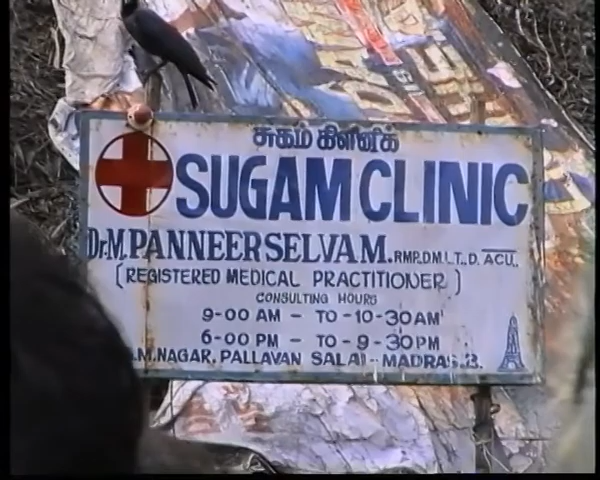 சுகம் கிளினிக்
SUGAM CLINIC
Dr.M.PANNEERSELVAM. RMP.D.M.L.T., D. ACU.
(REGISTERED MEDICAL PRACTITIONER)
CONSULTING HOURS
9-00 AM - TO - 10-30 AM
6-00 PM - TO - 9-30 PM
M.NAGAR, PALLAVAN SALAI - MADRAS.